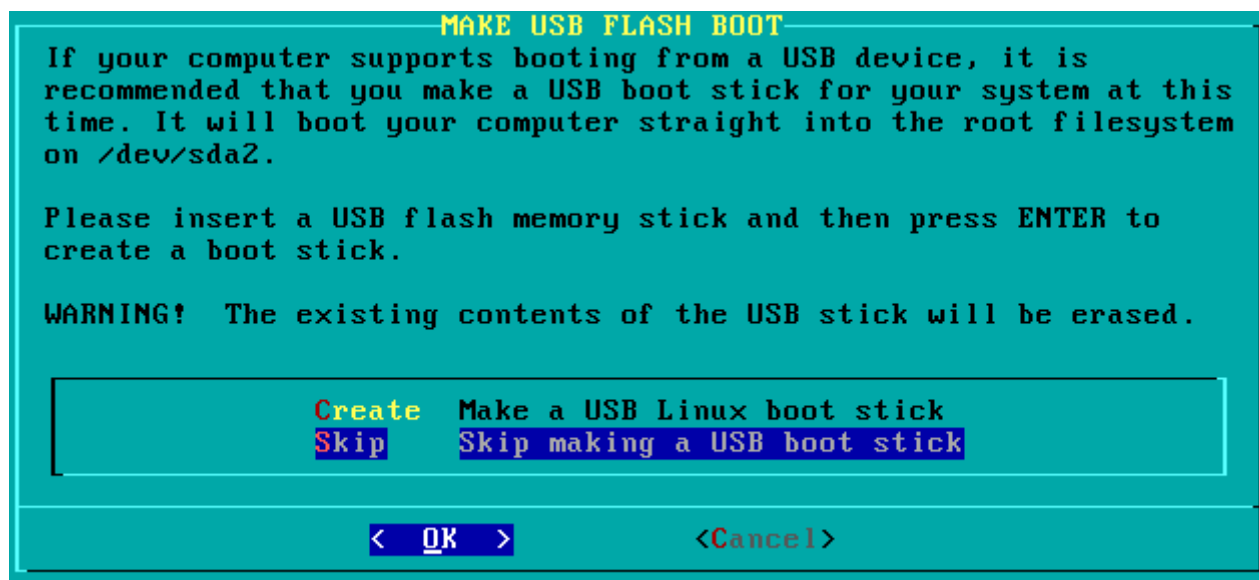 MAKE USB FLASH BOOT
If your computer supports booting from a USB device, it is
recommended that you make a USB boot stick for your system at this
time. It will boot your computer straight into the root filesystem
on /dev/sda2.
Please insert a USB flash memory stick and then press ENTER to
create a boot stick.
WARNING!  The existing contents of the USB stick will be erased.
Create  Make a USB Linux boot stick
Skip    Skip making a USB boot stick
<  OK  >          <Cancel>